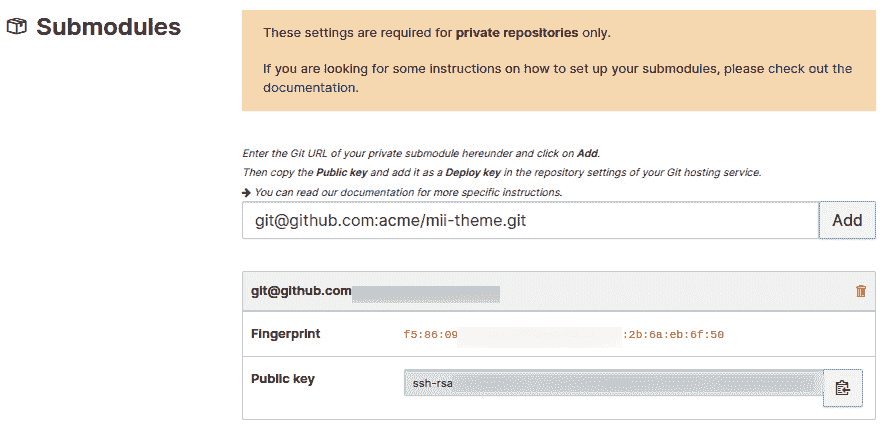 Submodules
These settings are required for private repositories only.
If you are looking for some instructions on how to set up your submodules, please check out the
documentation.
Enter the Git URL of your private submodule hereunder and click on Add.
Then copy the Public key and add it as a Deploy key in the repository settings of your Git hosting service.
➔ You can read our documentation for more specific instructions.
git@github.com:acme/mii-theme.git Add
git@github.com
Fingerprint f5:86:09 :2b:6a:eb:6f:50
Public key ssh-rsa